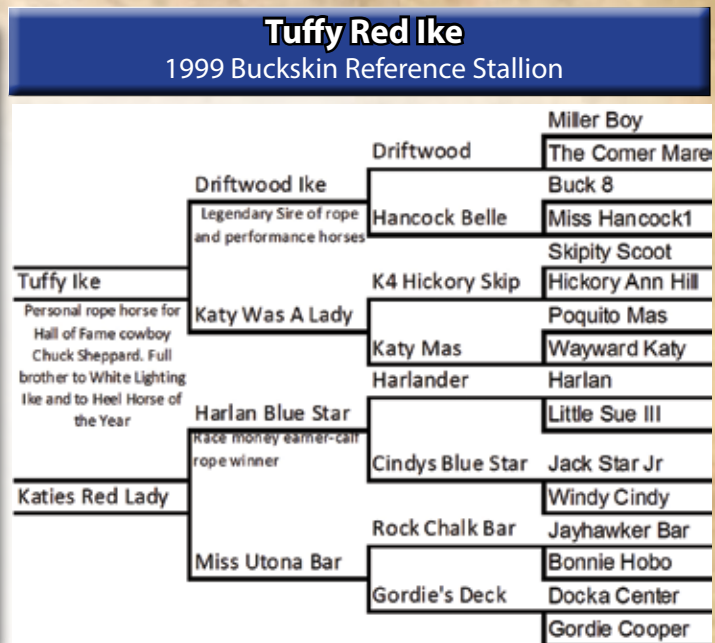 Tuffy Red Ike
1999 Buckskin Reference Stallion
Miller Boy
Driftwood
The Comer Mare
Driftwood Ike
Buck 8
Legendary Sire of rope
and performance horses
Hancock Belle
Miss Hancock1
Skipity Scoot
Tuffy Ike
K4 Hickory Skip
Hickory Ann Hill
Personal rope horse for
Hall of Fame cowboy
Chuck Sheppard. Full
brother to White Lighting
Ike and to Heel Horse of
the Year
Katy Was A Lady
Poquito Mas
Katy Mas
Wayward Katy
Harlander
Harlan
Harlan Blue Star
Little Sue III
Race money earner-calf
rope winner
Cindys Blue Star
Jack Star Jr
Katies Red Lady
Windy Cindy
Rock Chalk Bar
Jayhawker Bar
Miss Utona Bar
Bonnie Hobo
Gordie's Deck
Docka Center
Gordie Cooper